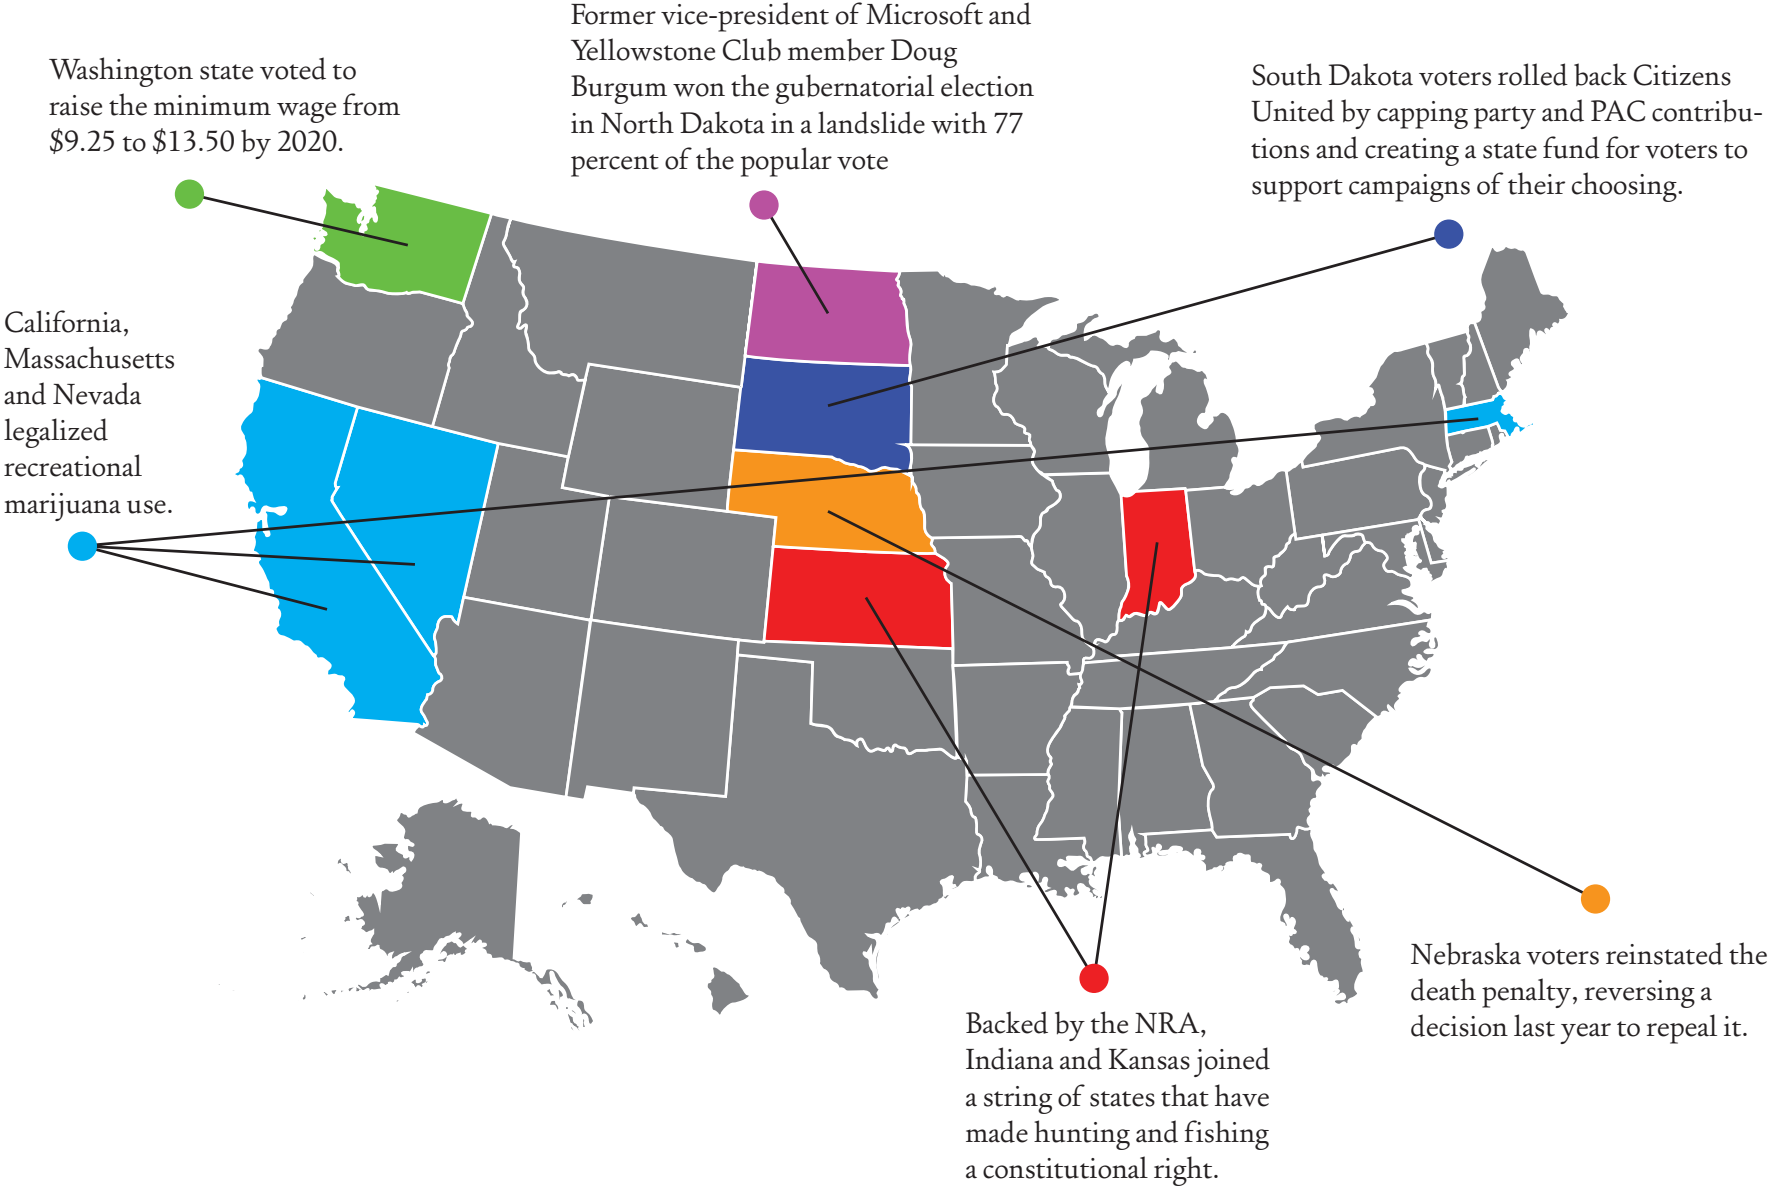 Former vice-president of Microsoft and
Yellowstone Club member Doug
Burgum won the gubernatorial election
in North Dakota in a landslide with 77
percent of the popular vote
Washington state voted to
raise the minimum wage from
$9.25 to $13.50 by 2020.
South Dakota voters rolled back Citizens
United by capping party and PAC contribu-
tions and creating a state fund for voters to
support campaigns of their choosing.
California,
Massachusetts
and Nevada
legalized
recreational
marijuana use.
Nebraska voters reinstated the
death penalty, reversing a
decision last year to repeal it.
Backed by the NRA,
Indiana and Kansas joined
a string of states that have
made hunting and fishing
a constitutional right.